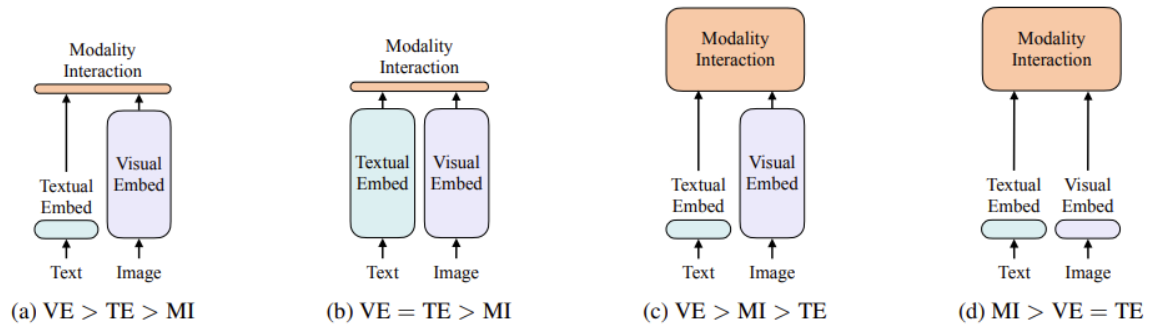 Modality
Interaction
Textual
Embed
Visual
Embed
Text
Image
(a) VE > TE > MI
Modality
Interaction
Textual
Embed
Visual
Embed
Text
Image
(b) VE = TE > MI
Modality
Interaction
Textual
Embed
Visual
Embed
Text
Image
(c) VE > MI > TE
Modality
Interaction
Textual
Embed
Visual
Embed
Text
Image
(d) MI > VE = TE